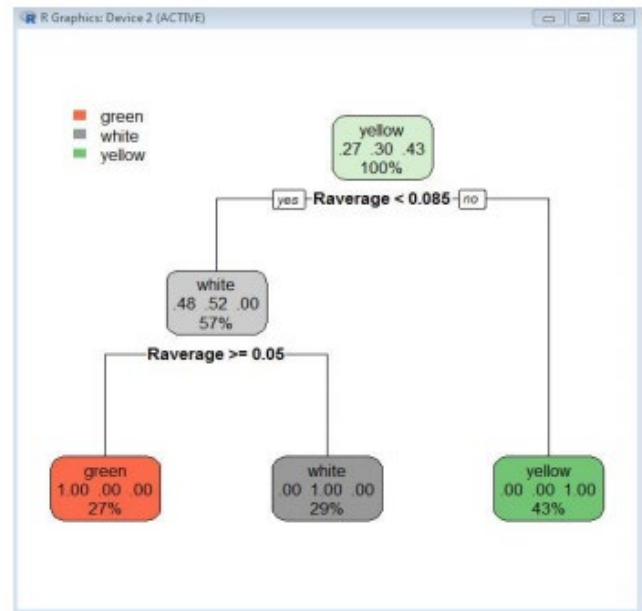 R Graphics: Device 2 (ACTIVE)
green
white
yellow
yellow
.27 .30 .43
100%
yes Raverage < 0.085 no
white
.48 .52 .00
57%
Raverage >= 0.05
green
1.00 .00 .00
27%
white
.00 1.00 .00
29%
yellow
.00 .00 1.00
43%